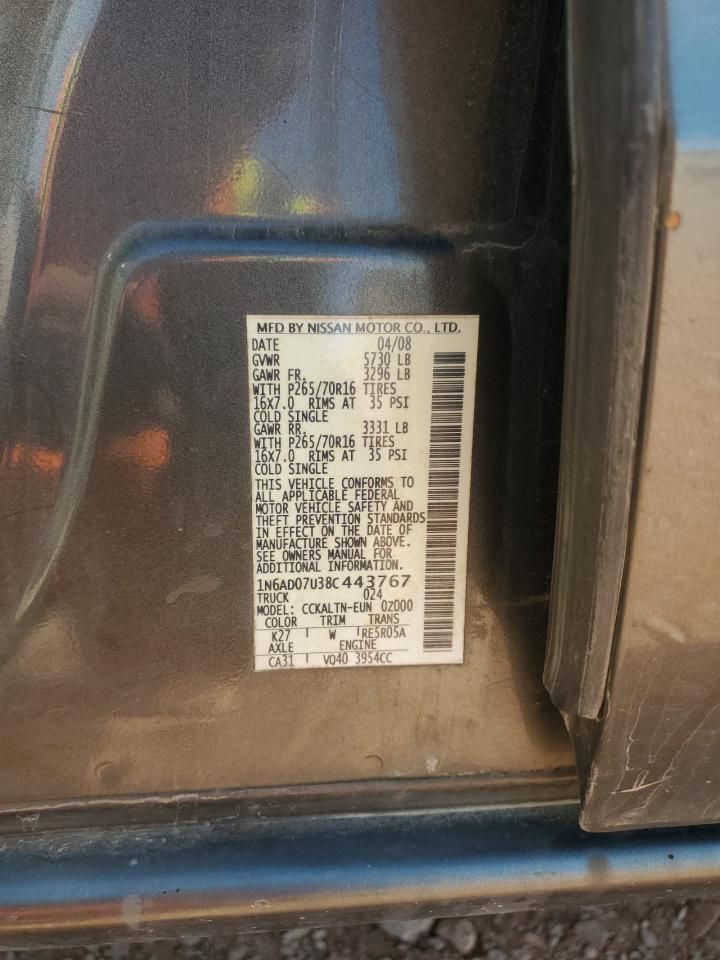 MFD BY NISSAN MOTOR CO., LTD.
DATE 04/08
GVWR 5730 LB
GAWR FR. 3296 LB
WITH P265/70R16 TIRES
16X7.0 RIMS AT 35 PSI
COLD SINGLE
GAWR RR. 3331 LB
WITH P265/70R16 TIRES
16X7.0 RIMS AT 35 PSI
COLD SINGLE
THIS VEHICLE CONFORMS TO
ALL APPLICABLE FEDERAL
MOTOR VEHICLE SAFETY AND
THEFT PREVENTION STANDARDS
IN EFFECT ON THE DATE OF
MANUFACTURE SHOWN ABOVE.
SEE OWNERS MANUAL FOR
ADDITIONAL INFORMATION.
1N6AD07U38C443767
TRUCK 024
MODEL: CCKALTN-EUN 0Z000
COLOR TRIM TRANS
K27 W RE5R05A
AXLE ENGINE
CA31 VQ40 3954CC